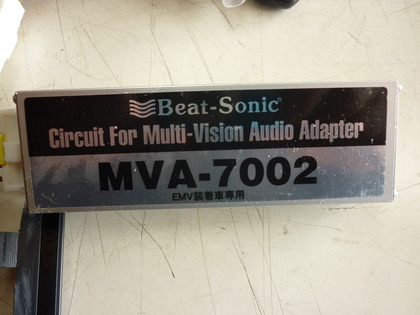 Beat-Sonic®
Circuit For Multi-Vision Audio Adapter
MVA-7002
EMV装着車専用